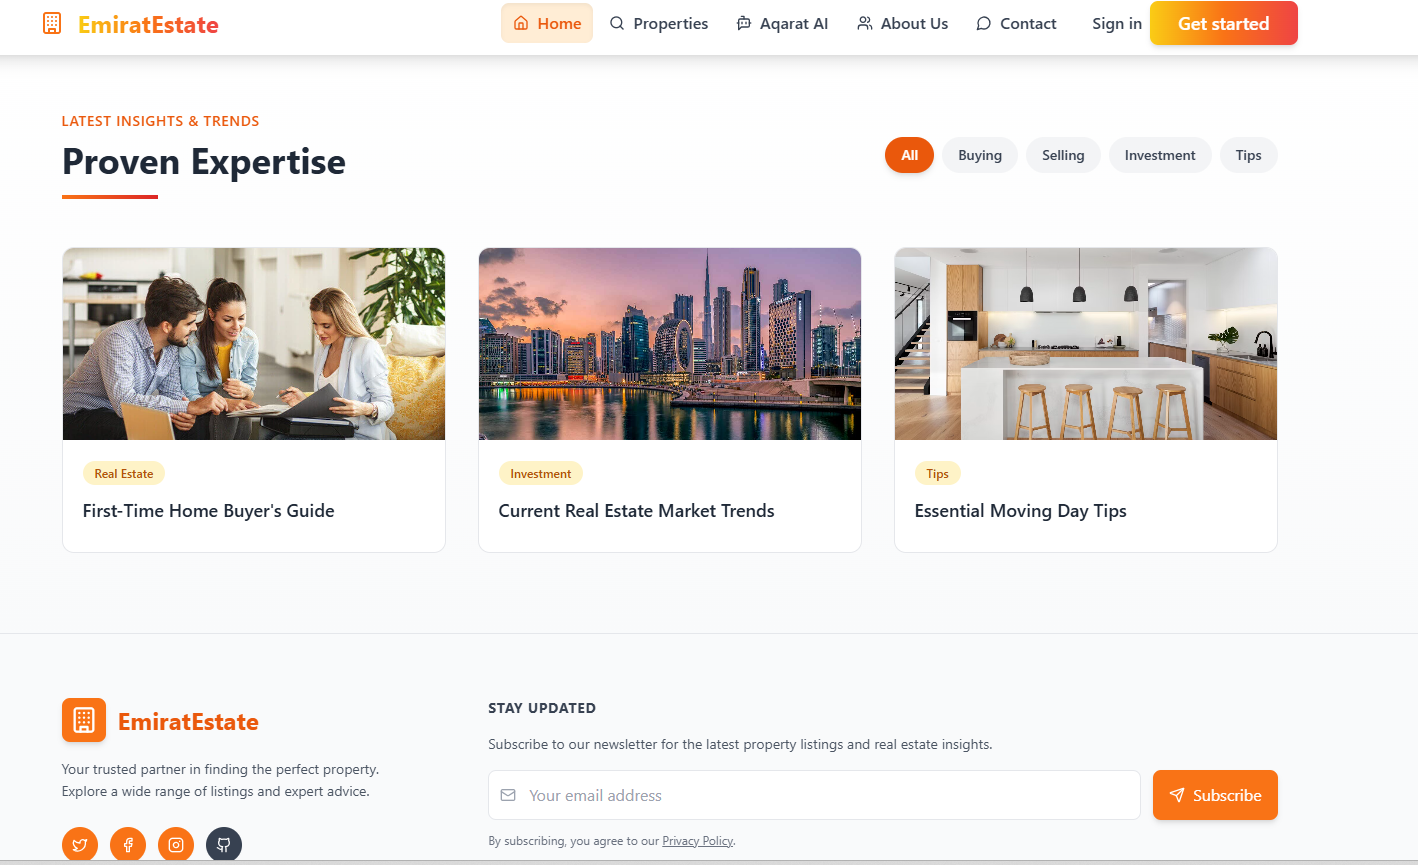 EmiratEstate
Home
Properties
Aqarat AI
About Us
Contact
Sign in
Get started
LATEST INSIGHTS & TRENDS
Proven Expertise
All
Buying
Selling
Investment
Tips
Real Estate
First-Time Home Buyer's Guide
Investment
Current Real Estate Market Trends
Tips
Essential Moving Day Tips
EmiratEstate
Your trusted partner in finding the perfect property.
Explore a wide range of listings and expert advice.
STAY UPDATED
Subscribe to our newsletter for the latest property listings and real estate insights.
Your email address
Subscribe
By subscribing, you agree to our Privacy Policy.